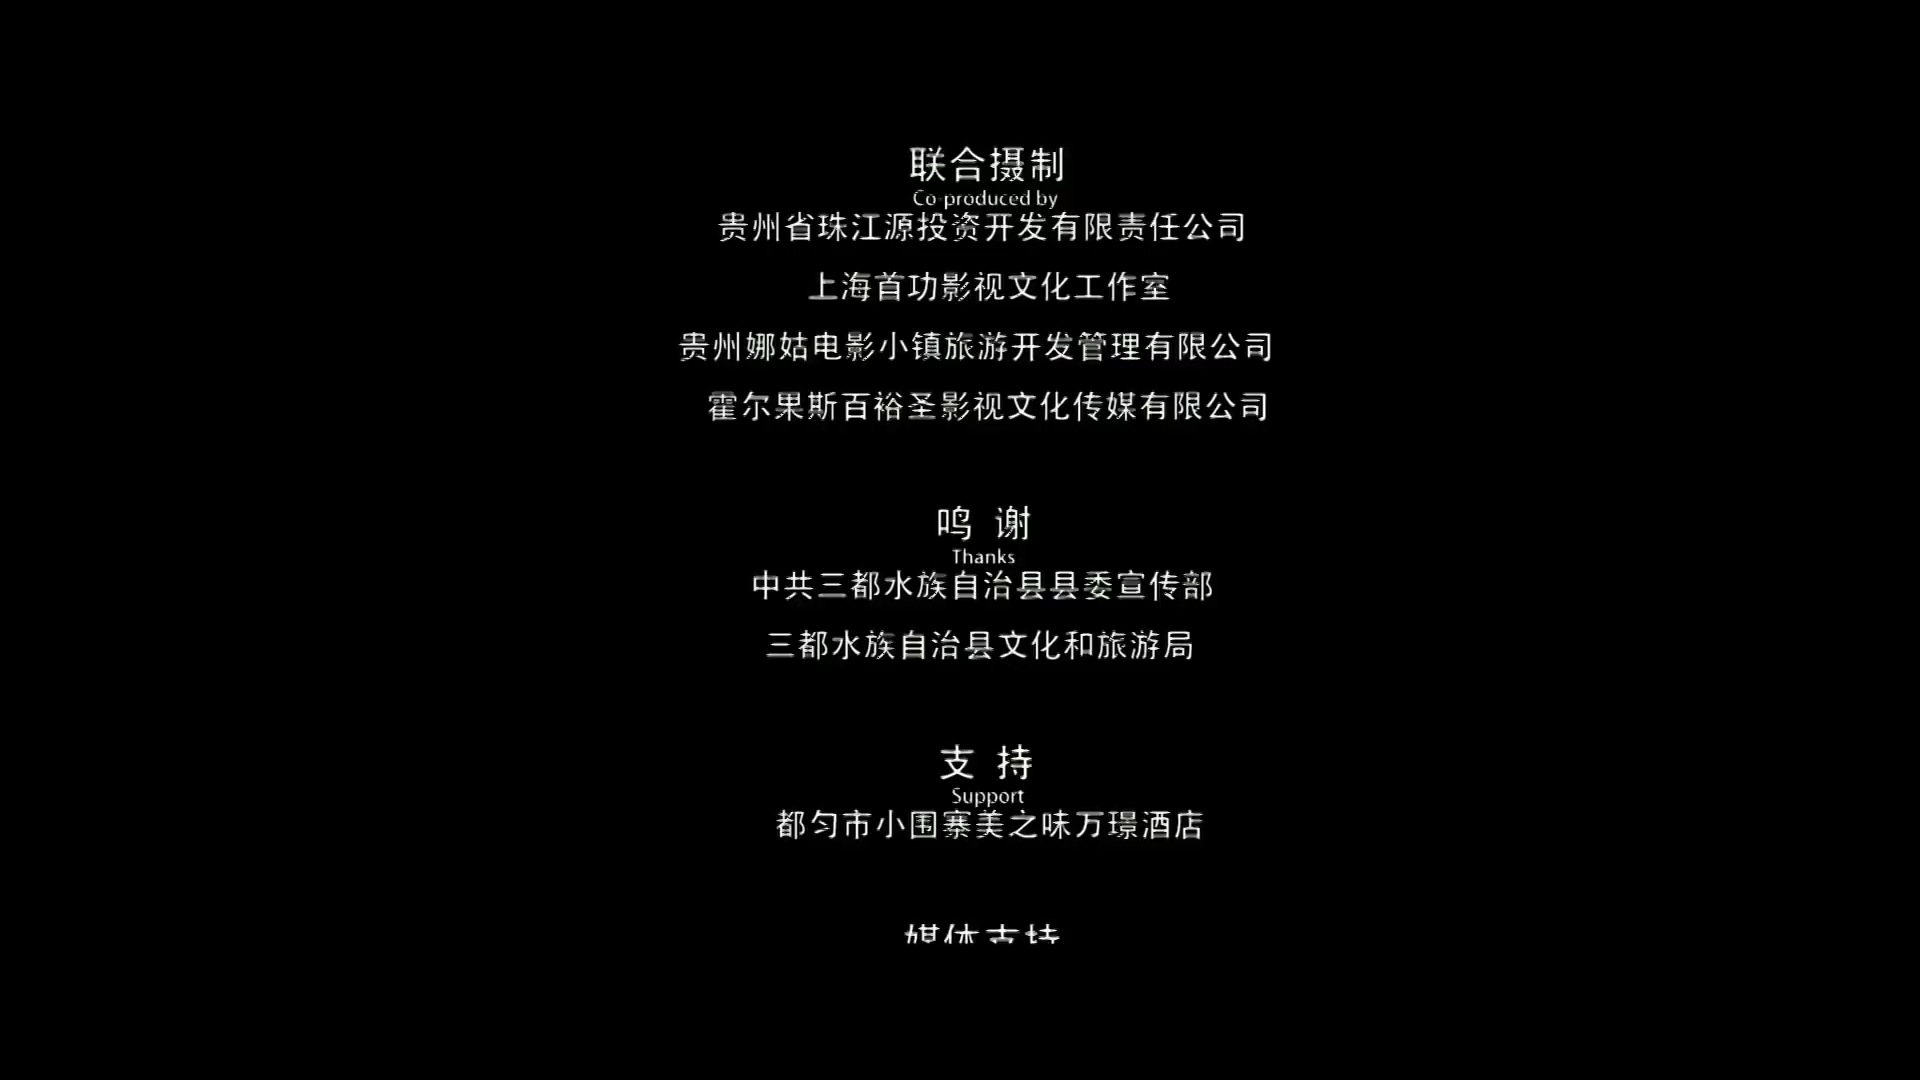 联合摄制
Co-produced by
贵州省珠江源投资开发有限责任公司
上海首功影视文化工作室
贵州娜姑电影小镇旅游开发管理有限公司
霍尔果斯百裕圣影视文化传媒有限公司
鸣 谢
Thanks
中共三都水族自治县县委宣传部
三都水族自治县文化和旅游局
支 持
Support
都匀市小围寨美之味万璟酒店
媒体支持